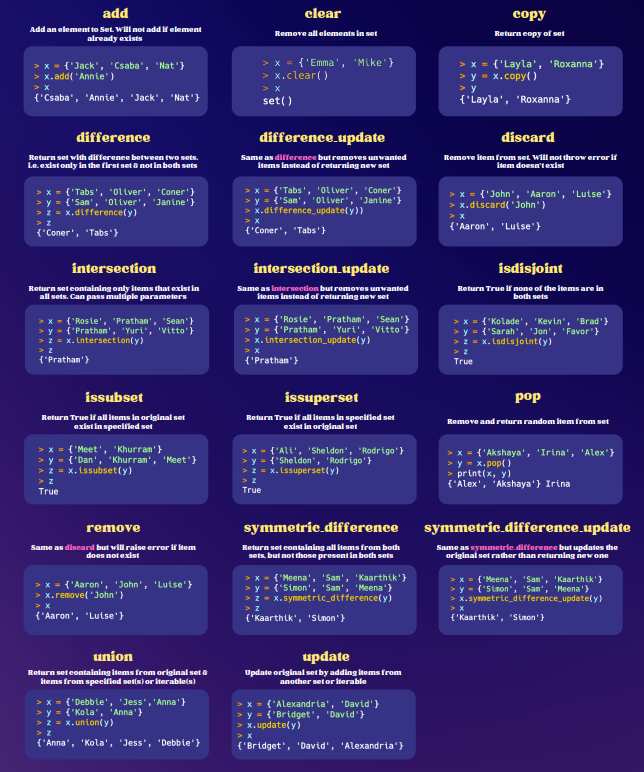 add
Add an element to Set. Will not add if element
already exists
> x = {'Jack', 'Csaba', 'Nat'}
> x.add('Annie')
> x
{'Csaba', 'Annie', 'Jack', 'Nat'}
clear
Remove all elements in set
> x = {'Emma', 'Mike'}
> x.clear()
> x
set()
copy
Return copy of set
> x = {'Layla', 'Roxanna'}
> y = x.copy()
> y
{'Layla', 'Roxanna'}
difference
Return set with difference between two sets.
i.e. exist only in the first set & not in both sets
> x = {'Tabs', 'Oliver', 'Coner'}
> y = {'Sam', 'Oliver', 'Janine'}
> z = x.difference(y)
> z
{'Coner', 'Tabs'}
difference_update
Same as difference but removes unwanted
items instead of returning new set
> x = {'Tabs', 'Oliver', 'Coner'}
> y = {'Sam', 'Oliver', 'Janine'}
> x.difference_update(y))
> x
{'Coner', 'Tabs'}
discard
Remove item from set. Will not throw error if
item doesn't exist
> x = {'John', 'Aaron', 'Luise'}
> x.discard('John')
> x
{'Aaron', 'Luise'}
intersection
Return set containing only items that exist in
all sets. Can pass multiple parameters
> x = {'Rosie', 'Pratham', 'Sean'}
> y = {'Pratham', 'Yuri', 'Vitto'}
> z = x.intersection(y)
> z
{'Pratham'}
intersection_update
Same as intersection but removes unwanted
items instead of returning new set
> x = {'Rosie', 'Pratham', 'Sean'}
> y = {'Pratham', 'Yuri', 'Vitto'}
> x.intersection_update(y)
> x
{'Pratham'}
isdisjoint
Return True if none of the items are in
both sets
> x = {'Kolade', 'Kevin', 'Brad'}
> y = {'Sarah', 'Jon', 'Favor'}
> z = x.isdisjoint(y)
> z
True
issubset
Return True if all items in original set
exist in specified set
> x = {'Meet', 'Khurram'}
> y = {'Dan', 'Khurram', 'Meet'}
> z = x.issubset(y)
> z
True
issuperset
Return True if all items in specified set
exist in original set
> x = {'Ali', 'Sheldon', 'Rodrigo'}
> y = {'Sheldon', 'Rodrigo'}
> z = x.issuperset(y)
> z
True
pop
Remove and return random item from set
> x = {'Akshaya', 'Irina', 'Alex'}
> y = x.pop()
> print(x, y)
{'Alex', 'Akshaya'} Irina
remove
Same as discard but will raise error if item
does not exist
> x = {'Aaron', 'John', 'Luise'}
> x.remove('John')
> x
{'Aaron', 'Luise'}
symmetric_difference
Return set containing all items from both
sets, but not those present in both sets
> x = {'Meena', 'Sam', 'Kaarthik'}
> y = {'Simon', 'Sam', 'Meena'}
> z = x.symmetric_difference(y)
> z
{'Kaarthik', 'Simon'}
symmetric_difference_update
Same as symmetric_difference but updates the
original set rather than returning new one
> x = {'Meena', 'Sam', 'Kaarthik'}
> y = {'Simon', 'Sam', 'Meena'}
> x.symmetric_difference_update(y)
> x
{'Kaarthik', 'Simon'}
union
Return set containing items from original set &
items from specified set(s) or iterable(s)
> x = {'Debbie', 'Jess','Anna'}
> y = {'Kola', 'Anna'}
> z = x.union(y)
> z
{'Anna', 'Kola', 'Jess', 'Debbie'}
update
Update original set by adding items from
another set or iterable
> x = {'Alexandria', 'David'}
> y = {'Bridget', 'David'}
> x.update(y)
> x
{'Bridget', 'David', 'Alexandria'}